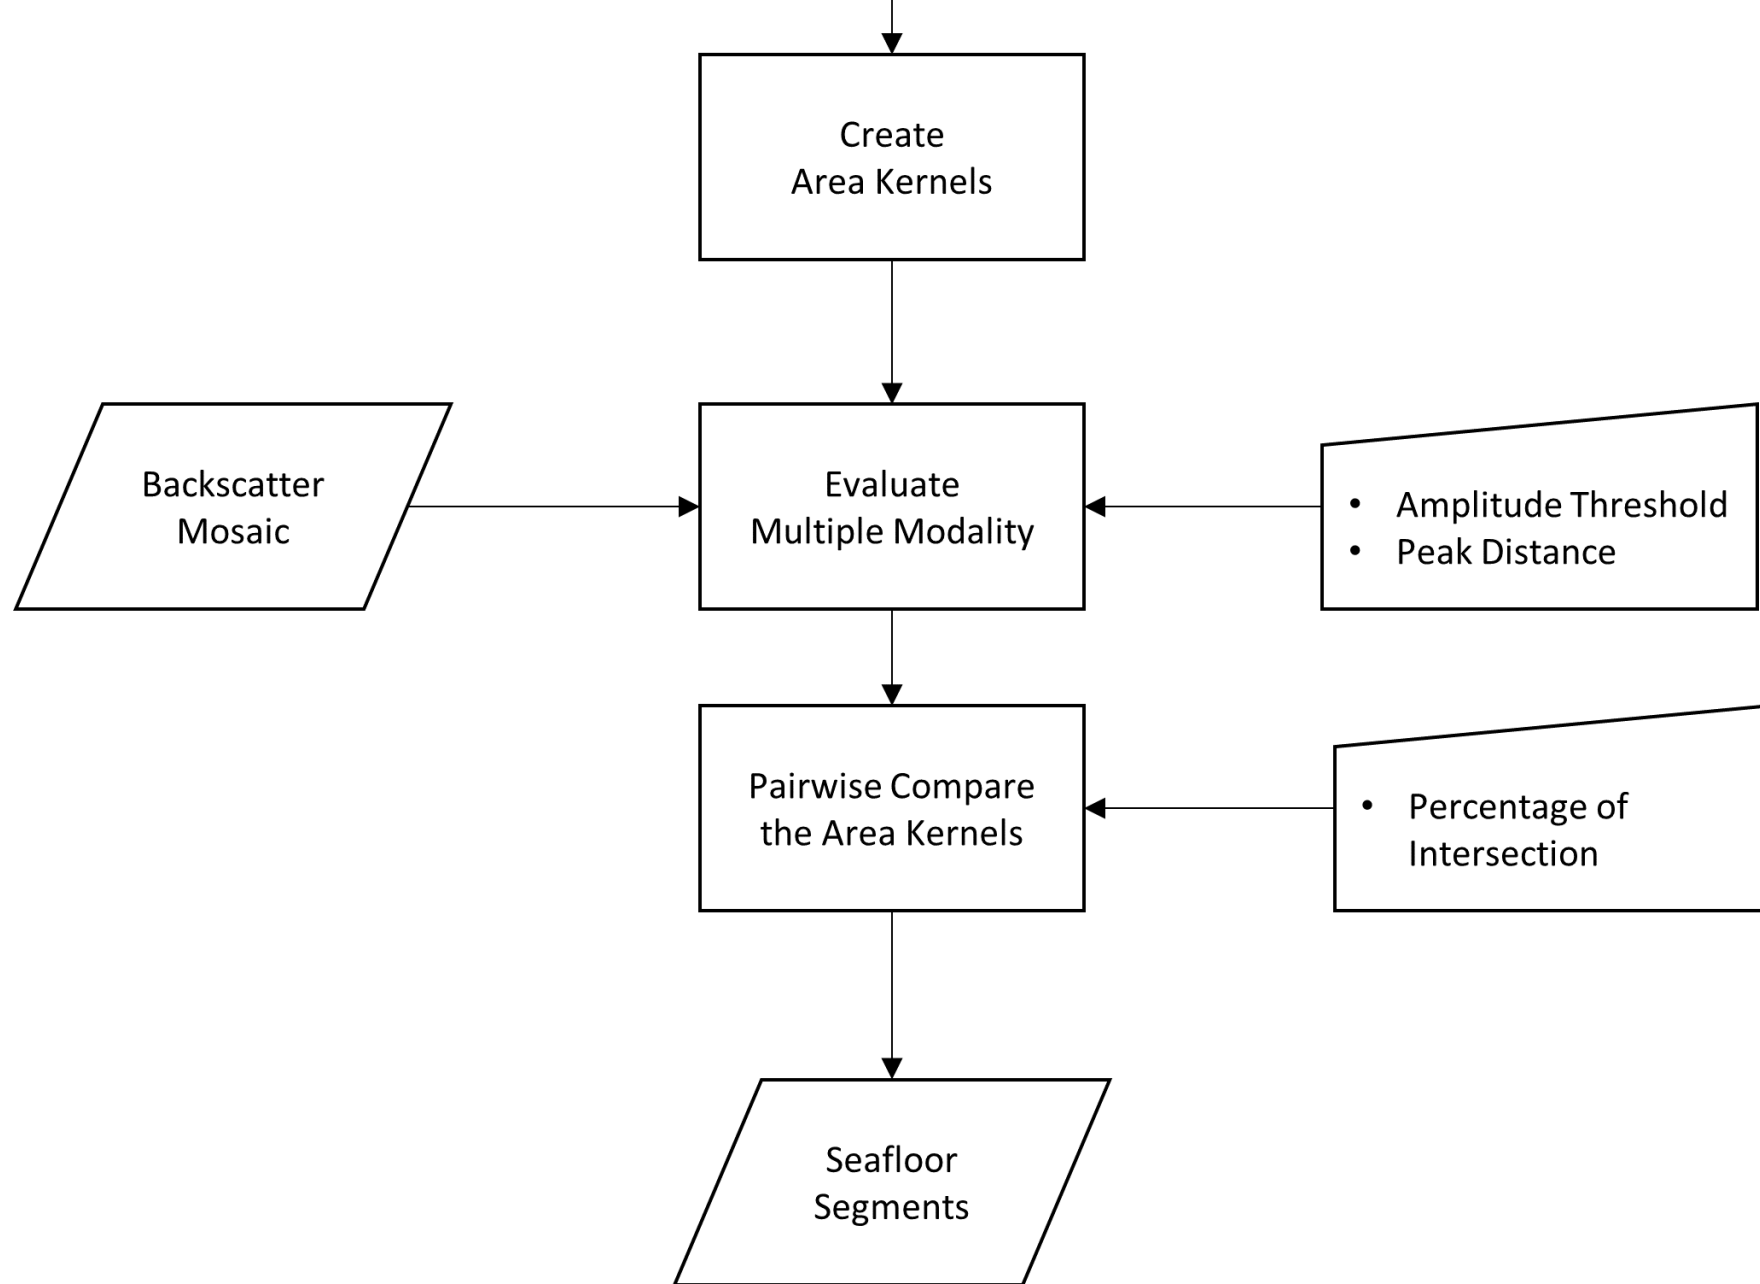 Create
Area Kernels
Backscatter
Mosaic
Evaluate
Multiple Modality
• Amplitude Threshold
• Peak Distance
Pairwise Compare
the Area Kernels
• Percentage of
Intersection
Seafloor
Segments